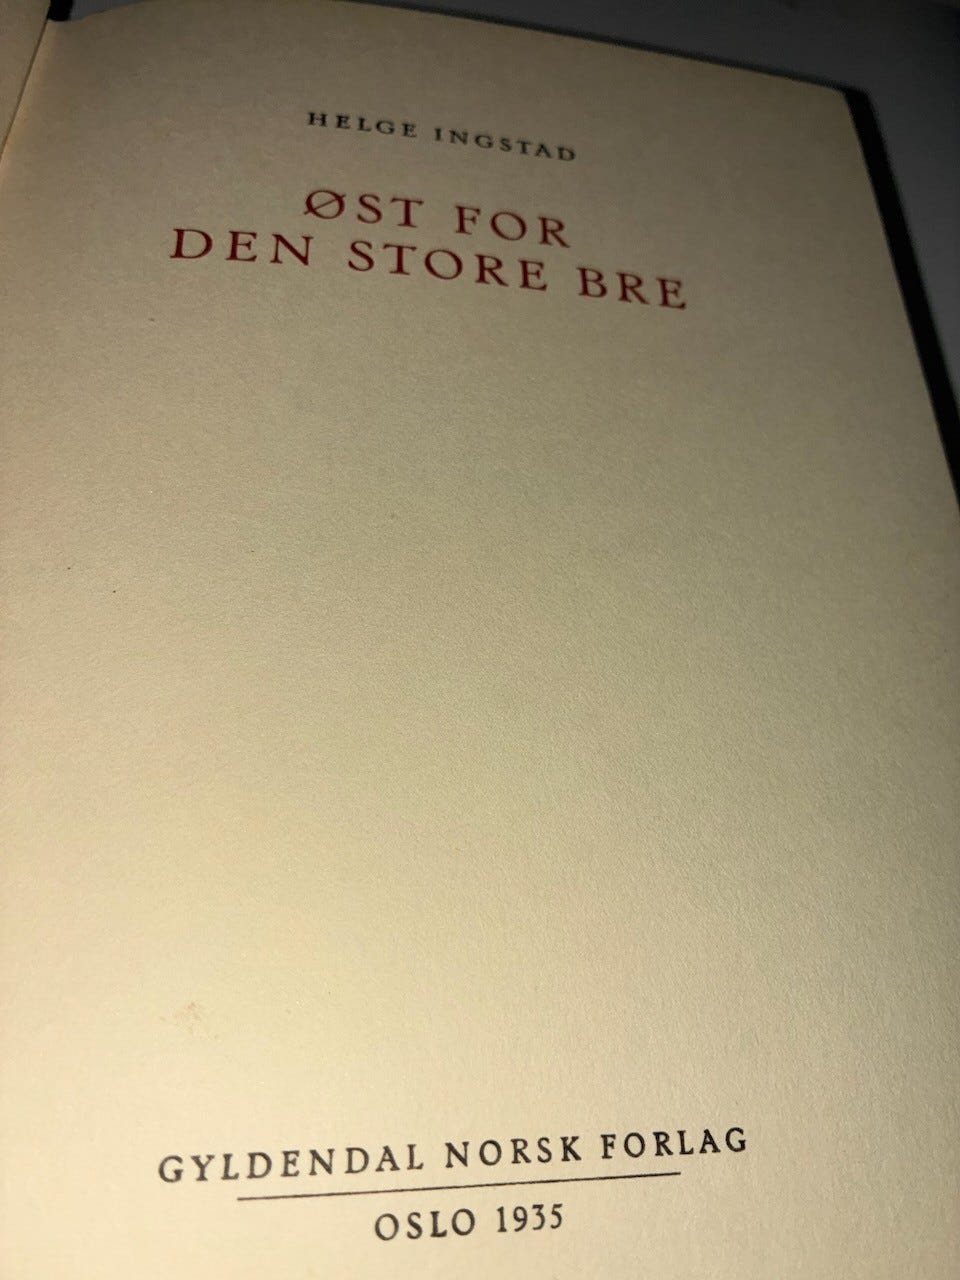 HELGE INGSTAD
ØST FOR
DEN STORE BRE
GYLDENDAL NORSK FORLAG
OSLO 1935